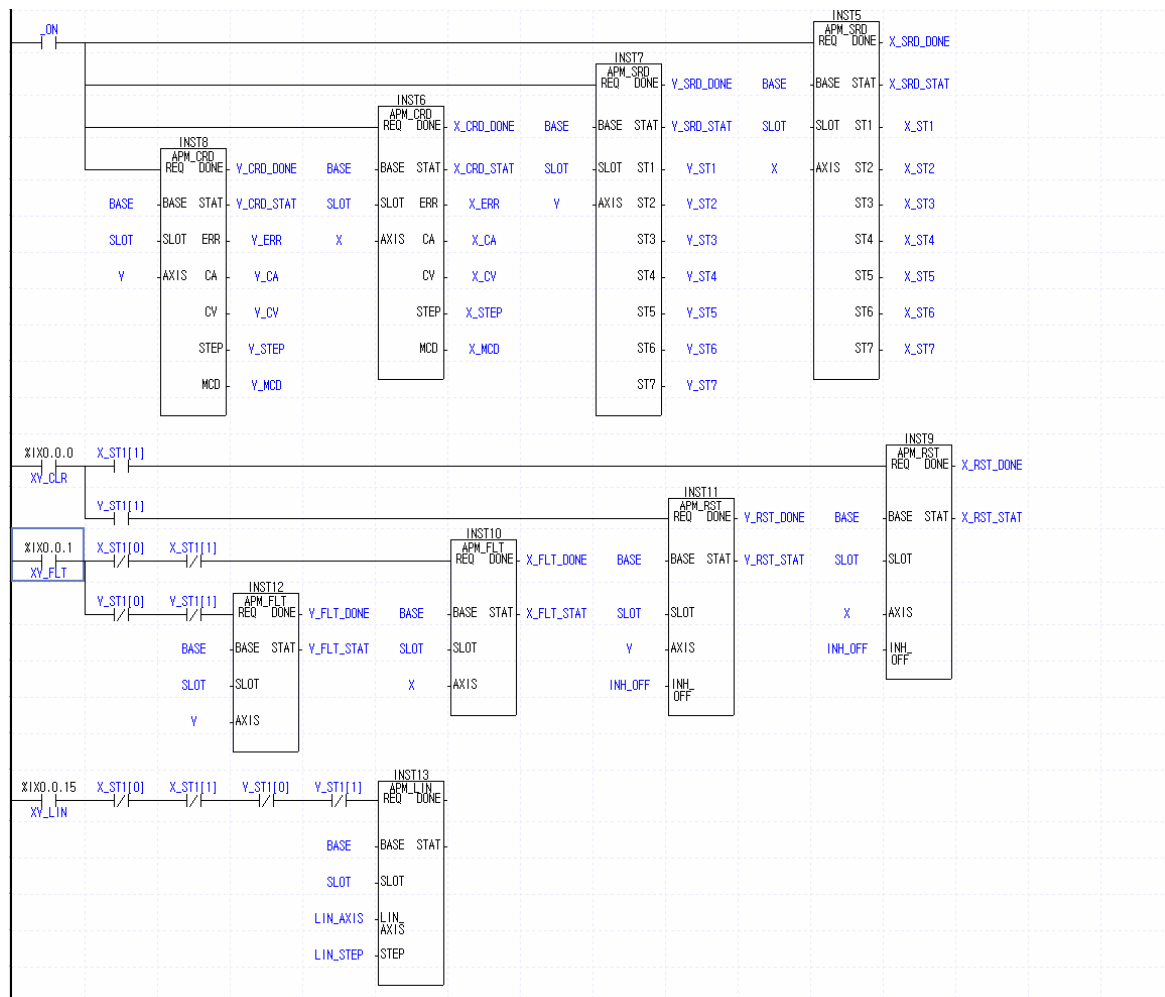 INST5
_ON APM_SRD
REQ DONE X_SRD_DONE
INST7
APM_SRD
REQ DONE Y_SRD_DONE BASE BASE STAT X_SRD_STAT
INST6
APM_CRD
REQ DONE X_CRD_DONE BASE BASE STAT Y_SRD_STAT SLOT SLOT ST1 X_ST1
INST8
APM_CRD
REQ DONE Y_CRD_DONE BASE BASE STAT X_CRD_STAT SLOT SLOT ST1 Y_ST1 X AXIS ST2 X_ST2
BASE BASE STAT Y_CRD_STAT SLOT SLOT ERR X_ERR Y AXIS ST2 Y_ST2 ST3 X_ST3
SLOT SLOT ERR Y_ERR X AXIS CA X_CA ST3 Y_ST3 ST4 X_ST4
Y AXIS CA Y_CA CV X_CV ST4 Y_ST4 ST5 X_ST5
CV Y_CV STEP X_STEP ST5 Y_ST5 ST6 X_ST6
STEP Y_STEP MCD X_MCD ST6 Y_ST6 ST7 X_ST7
MCD Y_MCD ST7 Y_ST7
INST9
%IX0.0.0 X_ST1[1] APM_RST
REQ DONE X_RST_DONE
XY_CLR
INST11
Y_ST1[1] APM_RST
REQ DONE Y_RST_DONE BASE BASE STAT X_RST_STAT
INST10
%IX0.0.1 X_ST1[0] X_ST1[1] APM_FLT
REQ DONE X_FLT_DONE BASE BASE STAT Y_RST_STAT SLOT SLOT
XY_FLT
INST12
Y_ST1[0] Y_ST1[1] APM_FLT
REQ DONE Y_FLT_DONE BASE BASE STAT X_FLT_STAT SLOT SLOT X AXIS
BASE BASE STAT Y_FLT_STAT SLOT SLOT Y AXIS INH_OFF INH_
OFF
SLOT SLOT X AXIS INH_OFF INH_
OFF
Y AXIS
INST13
%IX0.0.15 X_ST1[0] X_ST1[1] Y_ST1[0] Y_ST1[1] APM_LIN
REQ DONE
XY_LIN
BASE BASE STAT
SLOT SLOT
LIN_AXIS LIN_
AXIS
LIN_STEP STEP